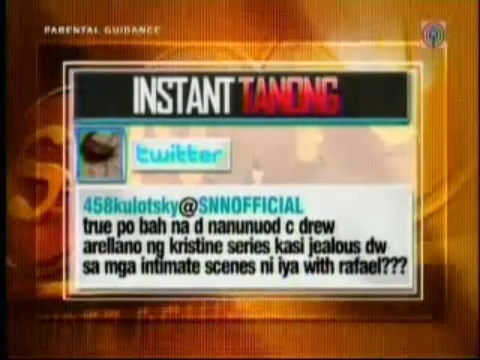 PARENTAL GUIDANCE
INSTANT TANONG
twitter
458kulotsky@SNNOFFICIAL
true po bah na d nanunuod c drew
arellano ng kristine series kasi jealous dw
sa mga intimate scenes ni iya with rafael???